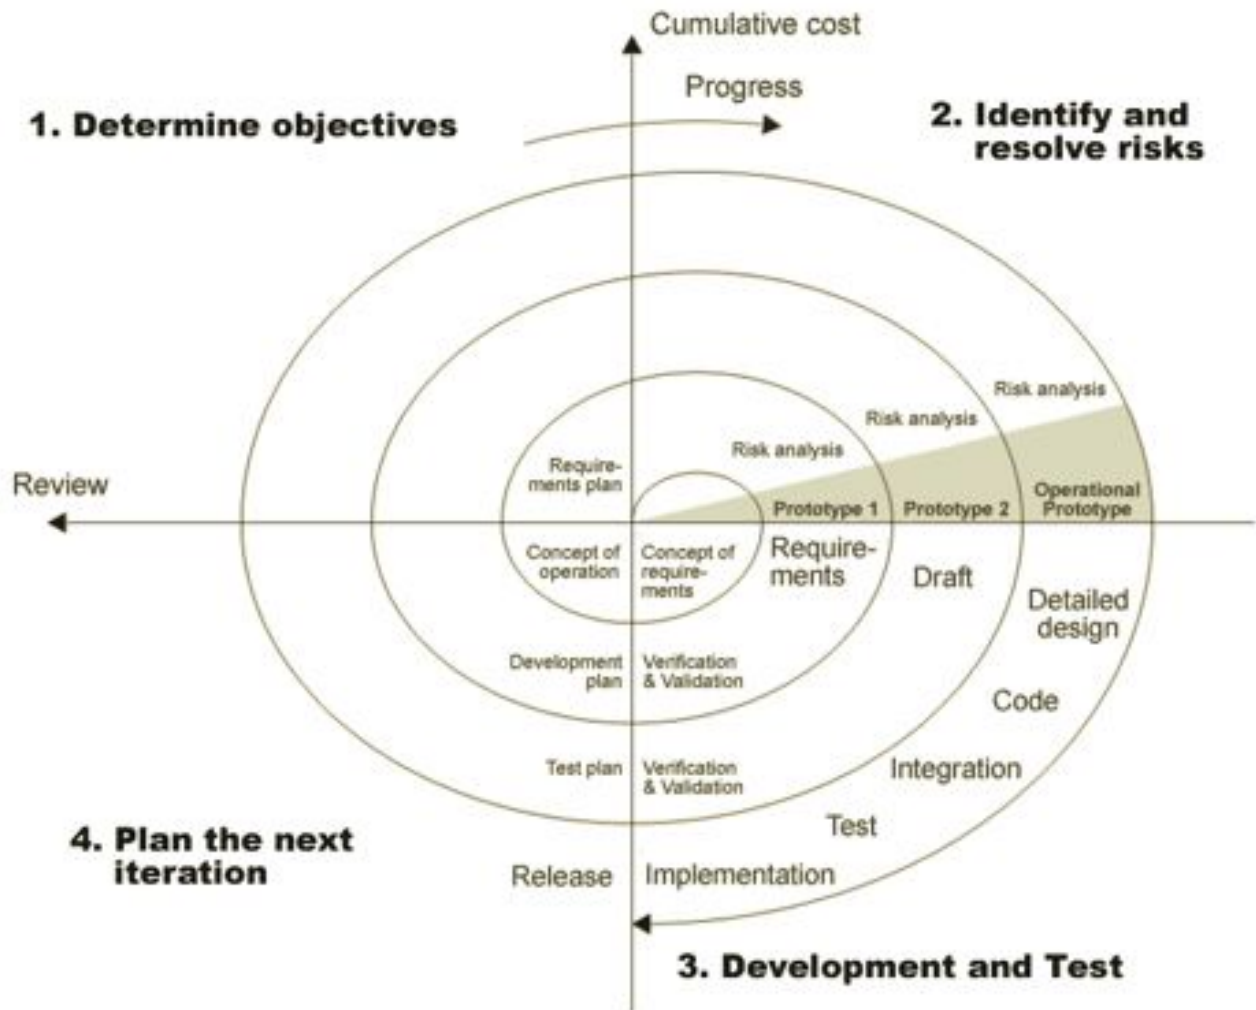 Cumulative cost
Progress
1. Determine objectives
2. Identify and
resolve risks
Risk analysis
Risk analysis
Risk analysis
Require-
ments plan
Review
Prototype 1
Prototype 2
Operational
Prototype
Concept of
operation
Concept of
require-
ments
Require-
ments
Draft
Detailed
design
Development
plan
Verification
& Validation
Code
Test plan
Verification
& Validation
Integration
Test
4. Plan the next
iteration
Release
Implementation
3. Development and Test